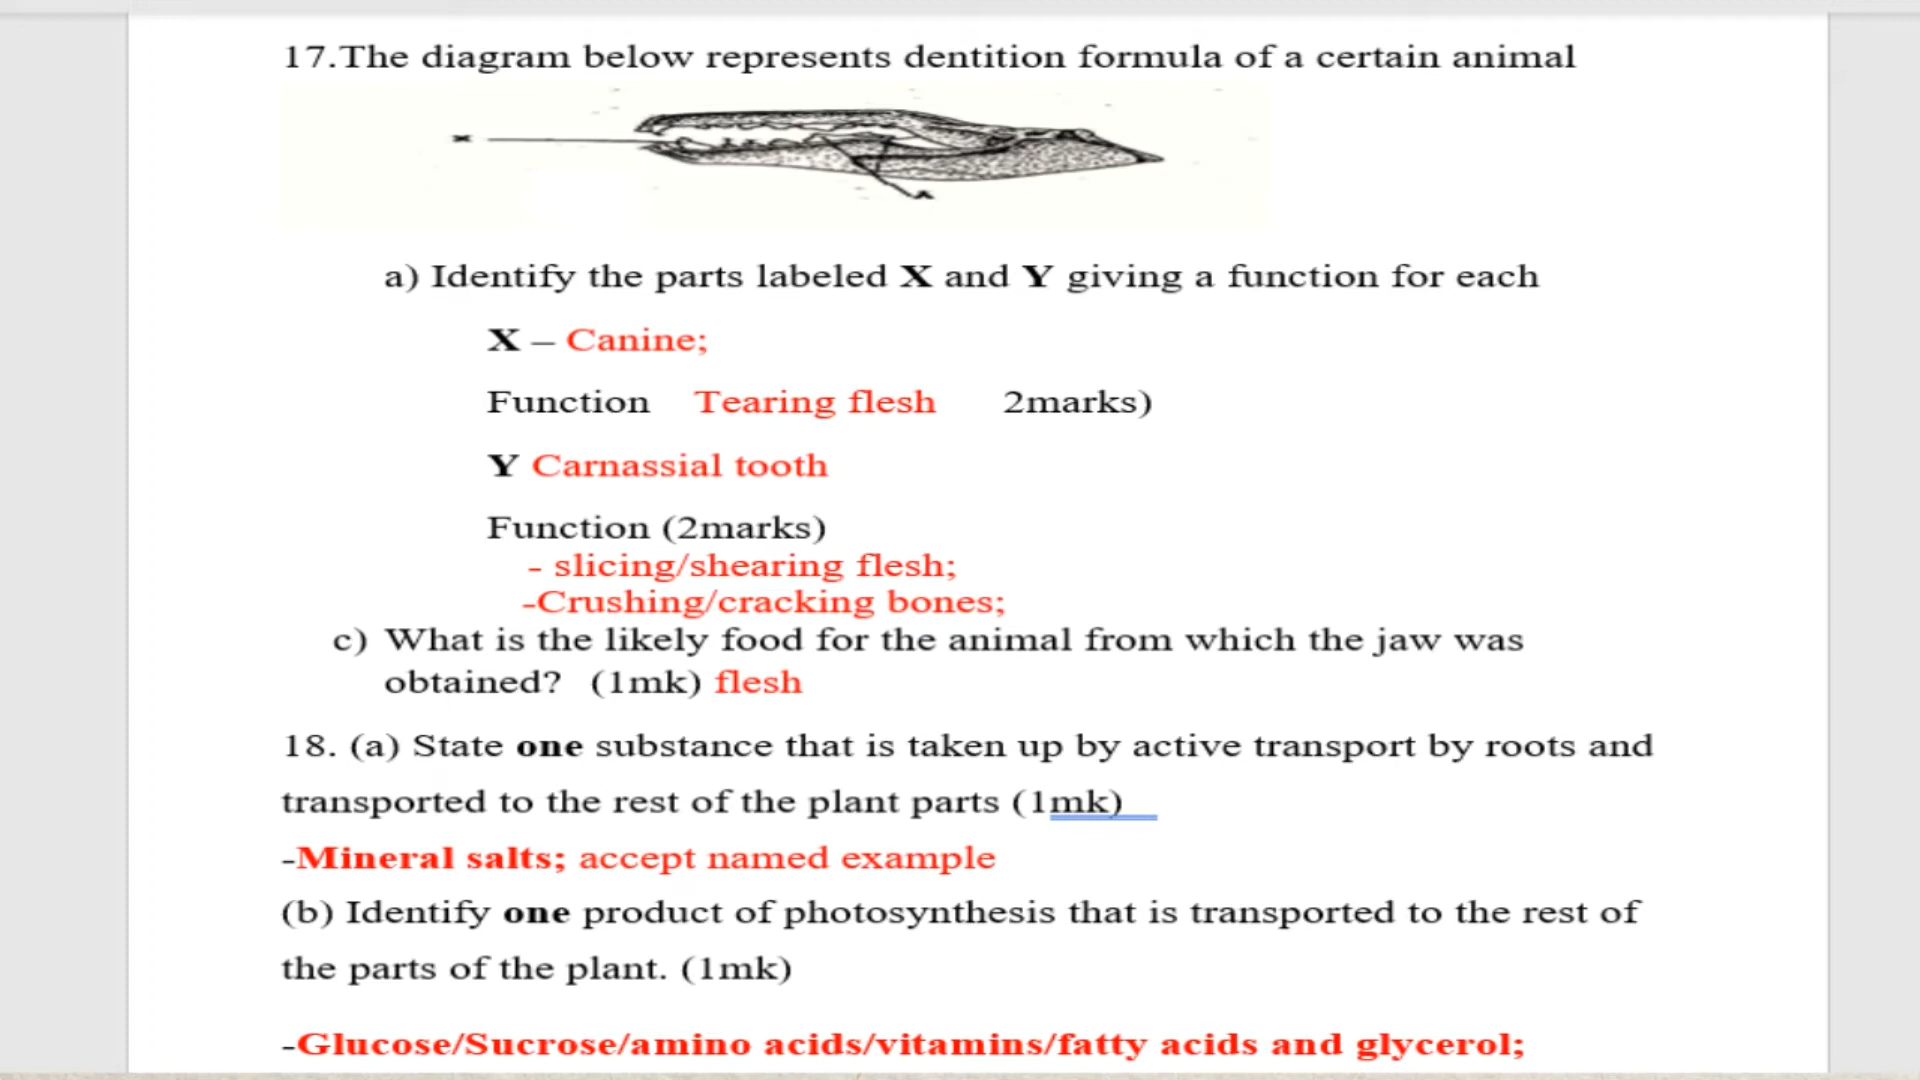 17.The diagram below represents dentition formula of a certain animal
X
a) Identify the parts labeled X and Y giving a function for each
X – Canine;
Function Tearing flesh 2marks)
Y Carnassial tooth
Function (2marks)
- slicing/shearing flesh;
-Crushing/cracking bones;
c) What is the likely food for the animal from which the jaw was
obtained? (1mk) flesh
18. (a) State one substance that is taken up by active transport by roots and
transported to the rest of the plant parts (1mk)
-Mineral salts; accept named example
(b) Identify one product of photosynthesis that is transported to the rest of
the parts of the plant. (1mk)
-Glucose/Sucrose/amino acids/vitamins/fatty acids and glycerol;